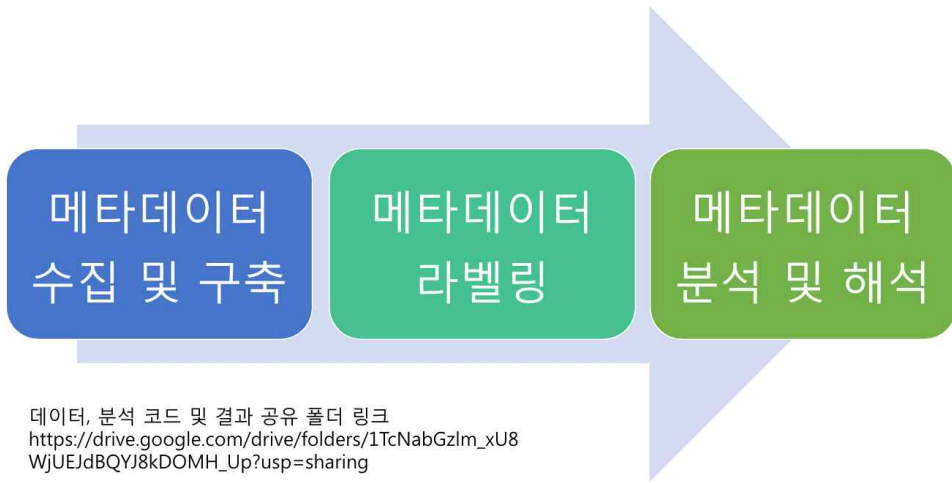 메타데이터
수집 및 구축
메타데이터
라벨링
메타데이터
분석 및 해석
데이터, 분석 코드 및 결과 공유 폴더 링크
https://drive.google.com/drive/folders/1TcNabGzlm_xU8
WjUEJdBQYJ8kDOMH_Up?usp=sharing